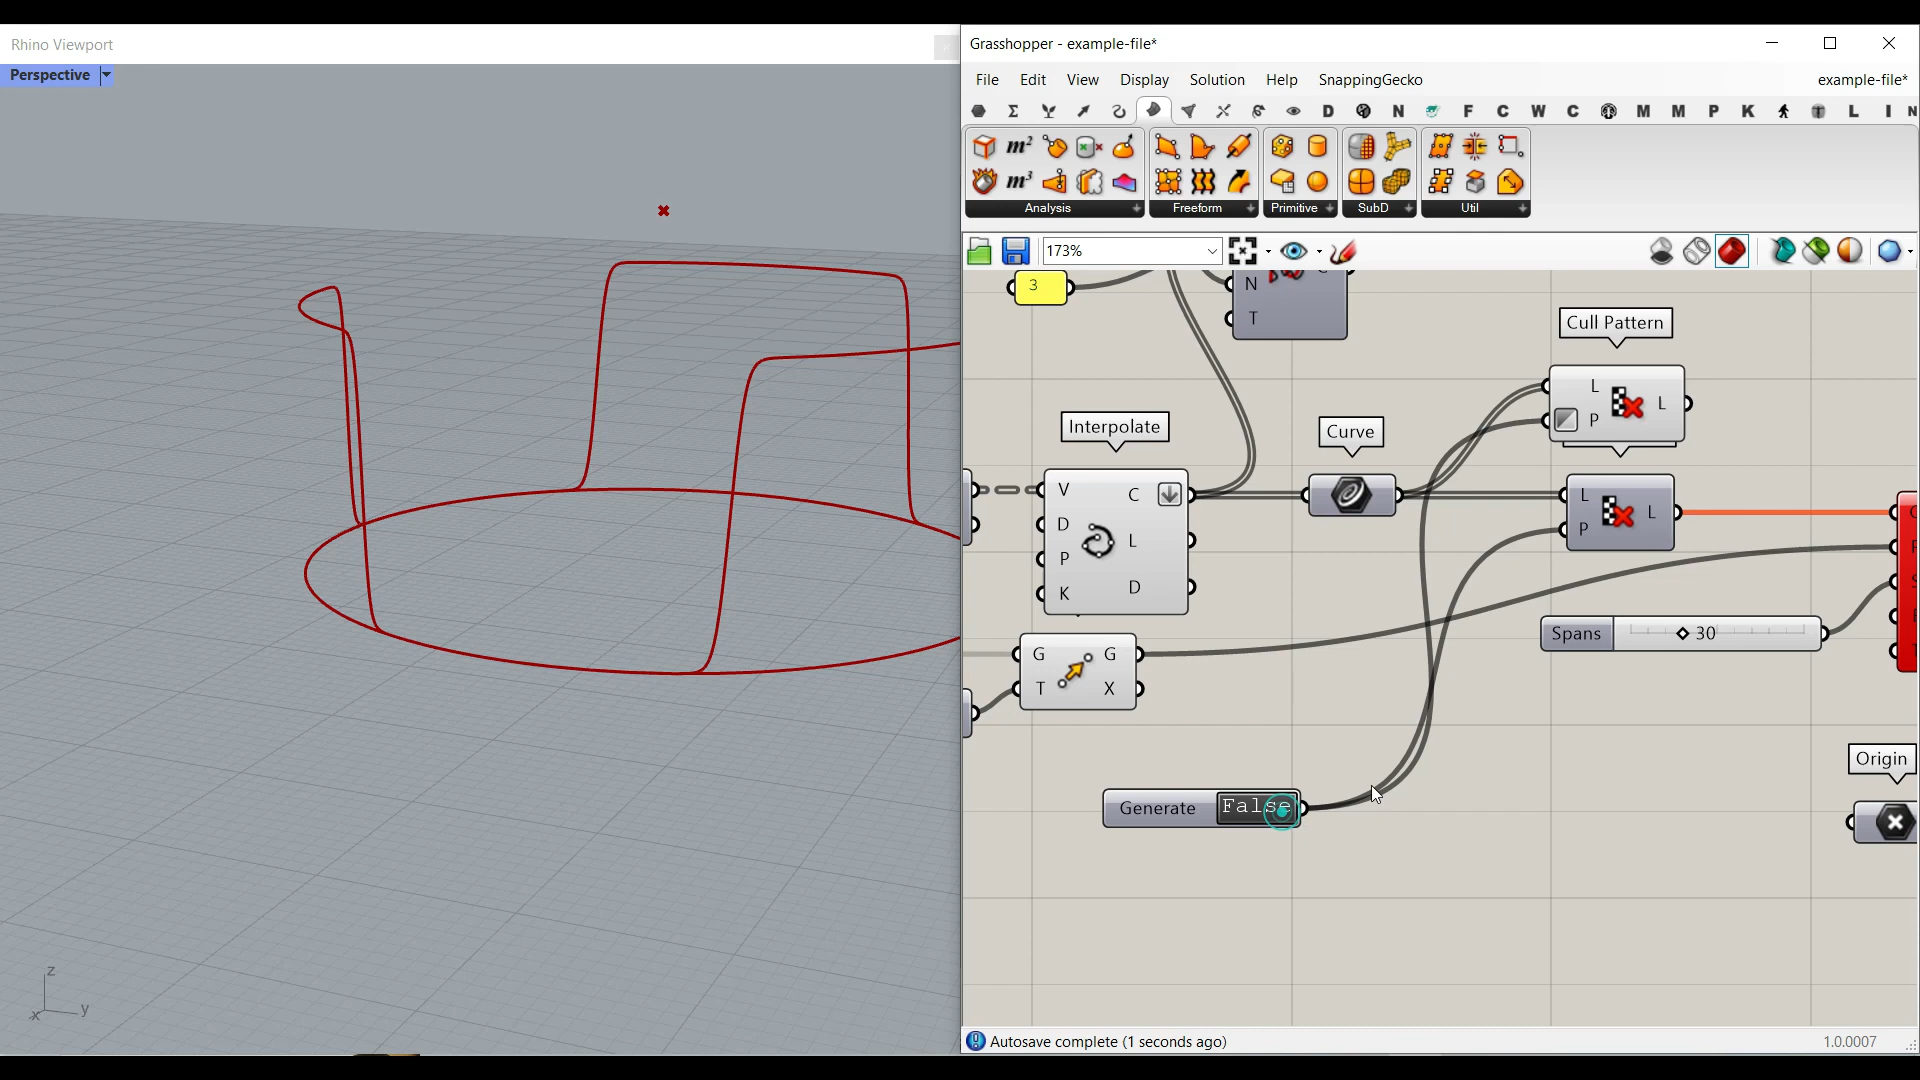 Rhino Viewport
Perspective
z
x
y
Grasshopper - example-file*
File Edit View Display Solution Help SnappingGecko example-file*
Σ D N F C W C M M P K L I N
m²
m³
Analysis Freeform Primitive SubD Util
173%
3
N
T
Cull Pattern
L
P
L
Interpolate
V
D
P
K
C
L
D
Curve
L
P
L
G
T
G
X
Spans 30
Generate False
Origin
Autosave complete (1 seconds ago)
1.0.0007